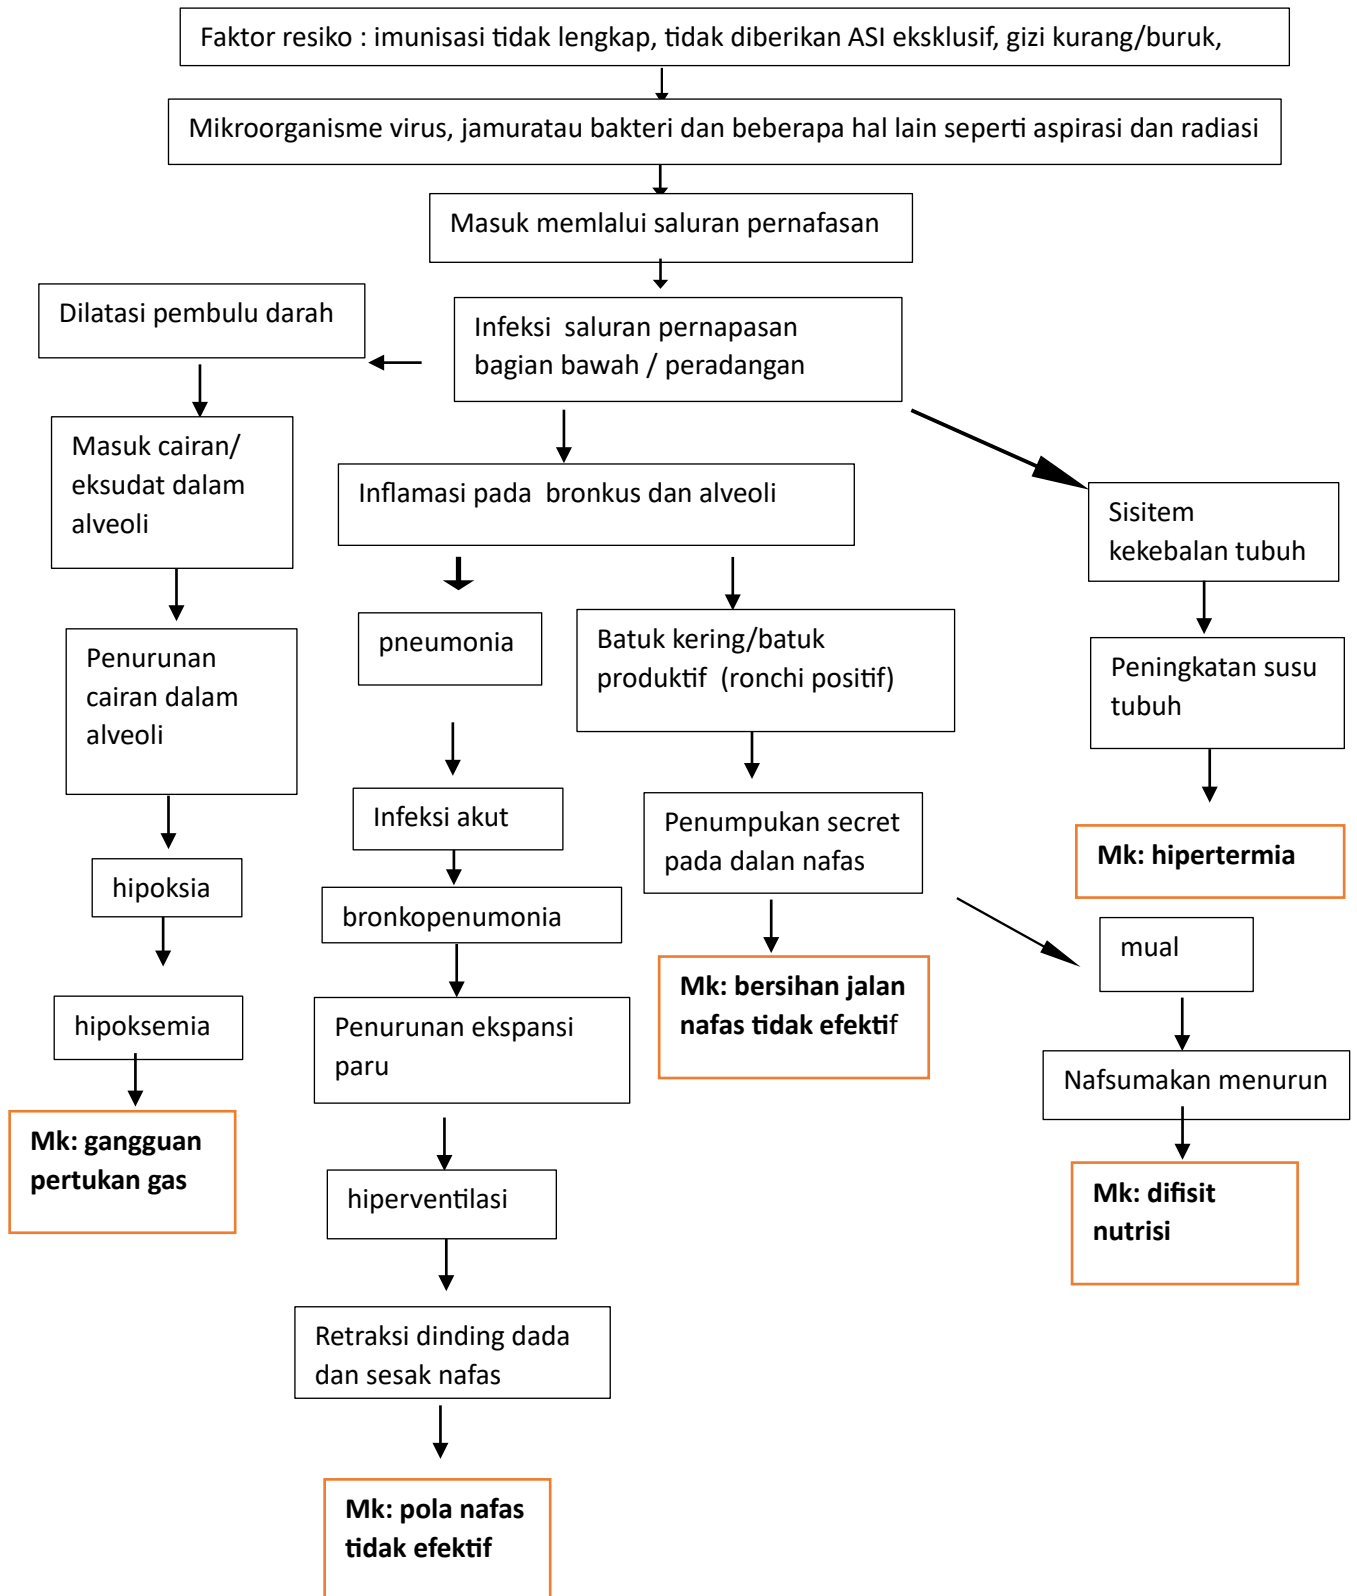 Faktor resiko : imunisasi tidak lengkap, tidak diberikan ASI eksklusif, gizi kurang/buruk,
Mikroorganisme virus, jamuratau bakteri dan beberapa hal lain seperti aspirasi dan radiasi
Masuk memlalui saluran pernafasan
Dilatasi pembulu darah
Infeksi  saluran pernapasan
bagian bawah / peradangan
Masuk cairan/
eksudat dalam
alveoli
Inflamasi pada  bronkus dan alveoli
Sisitem
kekebalan tubuh
pneumonia
Batuk kering/batuk
produktif  (ronchi positif)
Penurunan
cairan dalam
alveoli
Peningkatan susu
tubuh
Infeksi akut
Penumpukan secret
pada dalan nafas
Mk: hipertermia
hipoksia
bronkopenumonia
mual
Mk: bersihan jalan
nafas tidak efektif
hipoksemia
Penurunan ekspansi
paru
Nafsumakan menurun
Mk: gangguan
pertukan gas
hiperventilasi
Mk: difisit
nutrisi
Retraksi dinding dada
dan sesak nafas
Mk: pola nafas
tidak efektif